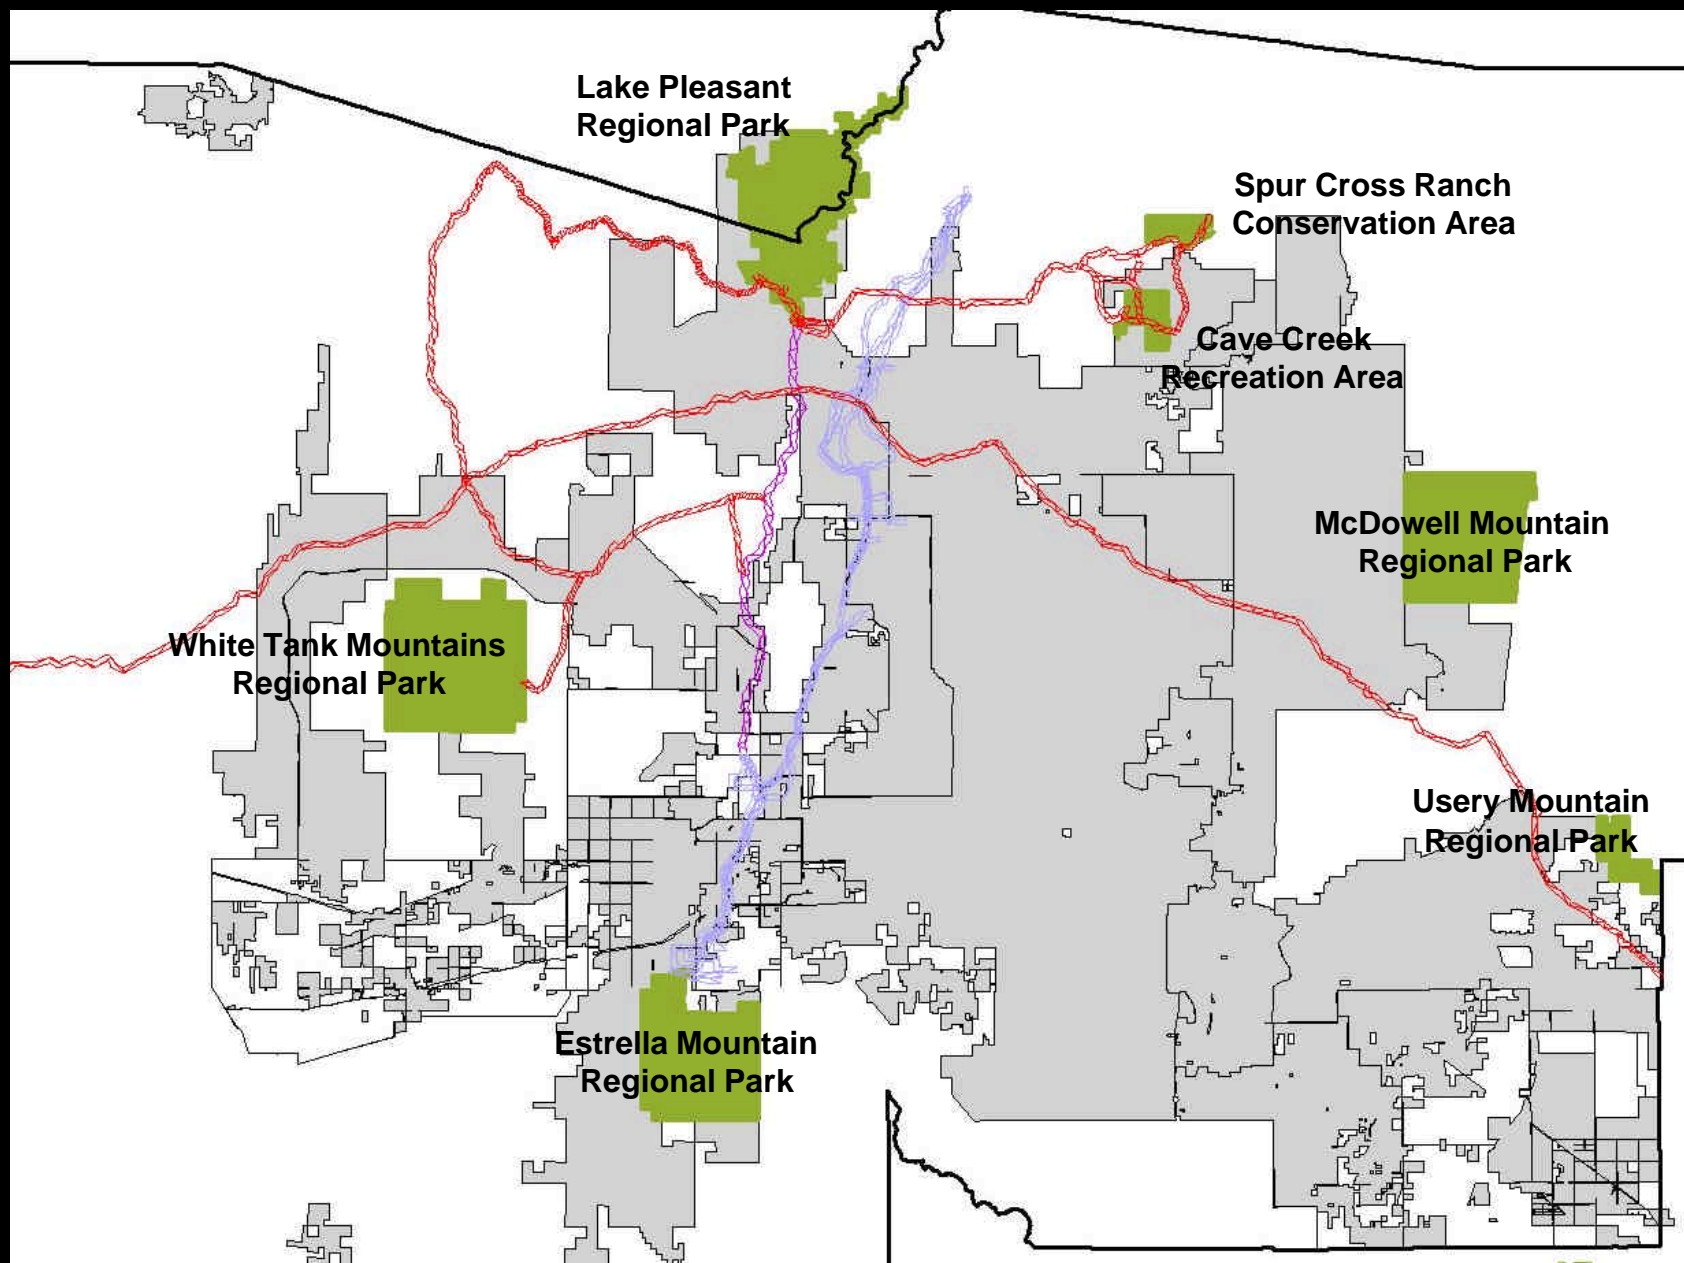 Lake Pleasant
Regional Park
Spur Cross Ranch
Conservation Area
Cave Creek
Recreation Area
McDowell Mountain
Regional Park
White Tank Mountains
Regional Park
Usery Mountain
Regional Park
Estrella Mountain
Regional Park